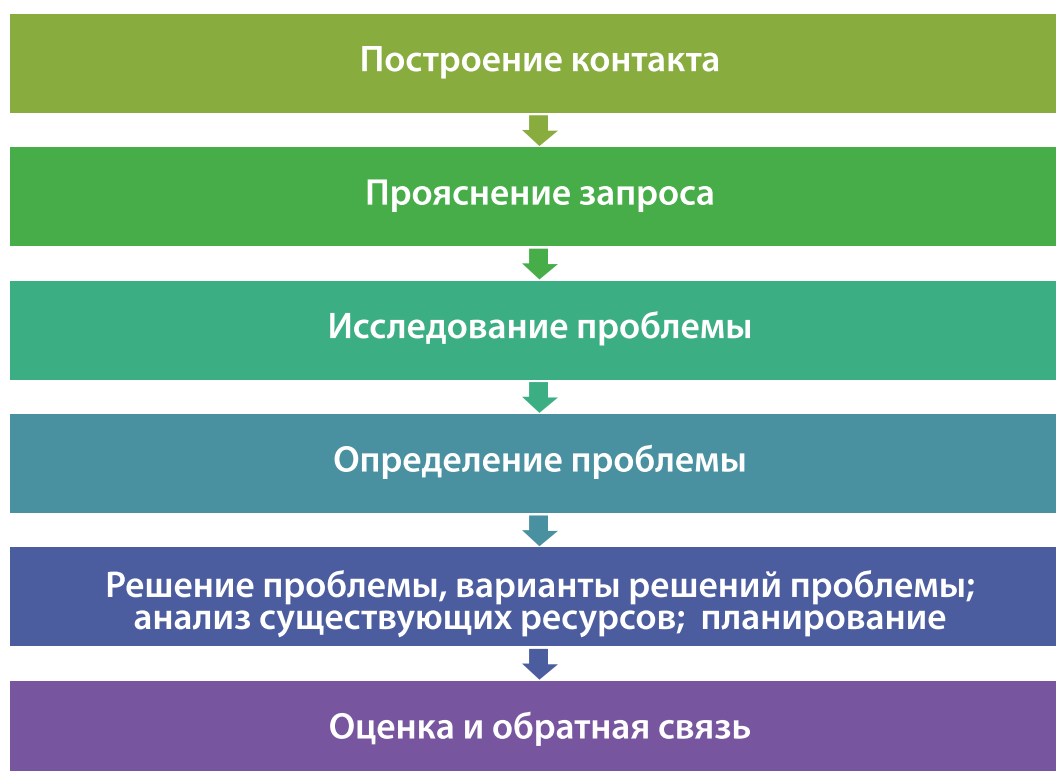 Построение контакта
Прояснение запроса
Исследование проблемы
Определение проблемы
Решение проблемы, варианты решений проблемы;
анализ существующих ресурсов; планирование
Оценка и обратная связь